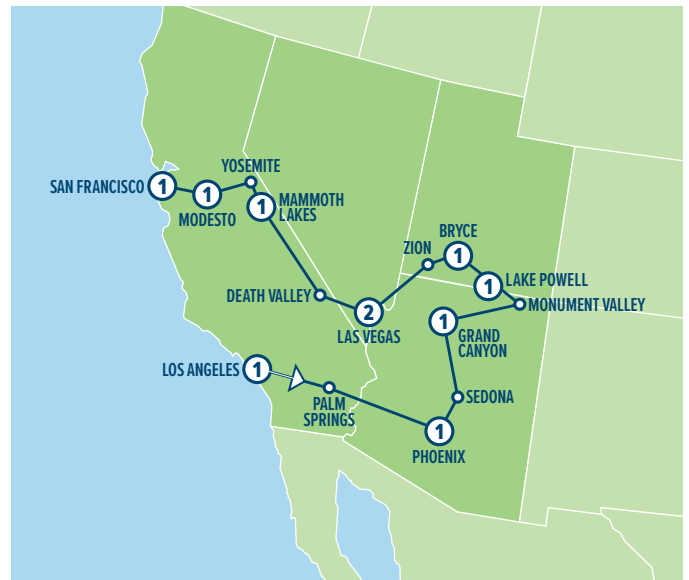 YOSEMITE
SAN FRANCISCO
1
1
MODESTO
1
MAMMOTH
LAKES
BRYCE
1
ZION
LAKE POWELL
1
DEATH VALLEY
MONUMENT VALLEY
2
LAS VEGAS
1
GRAND
CANYON
LOS ANGELES
1
PALM
SPRINGS
SEDONA
1
PHOENIX